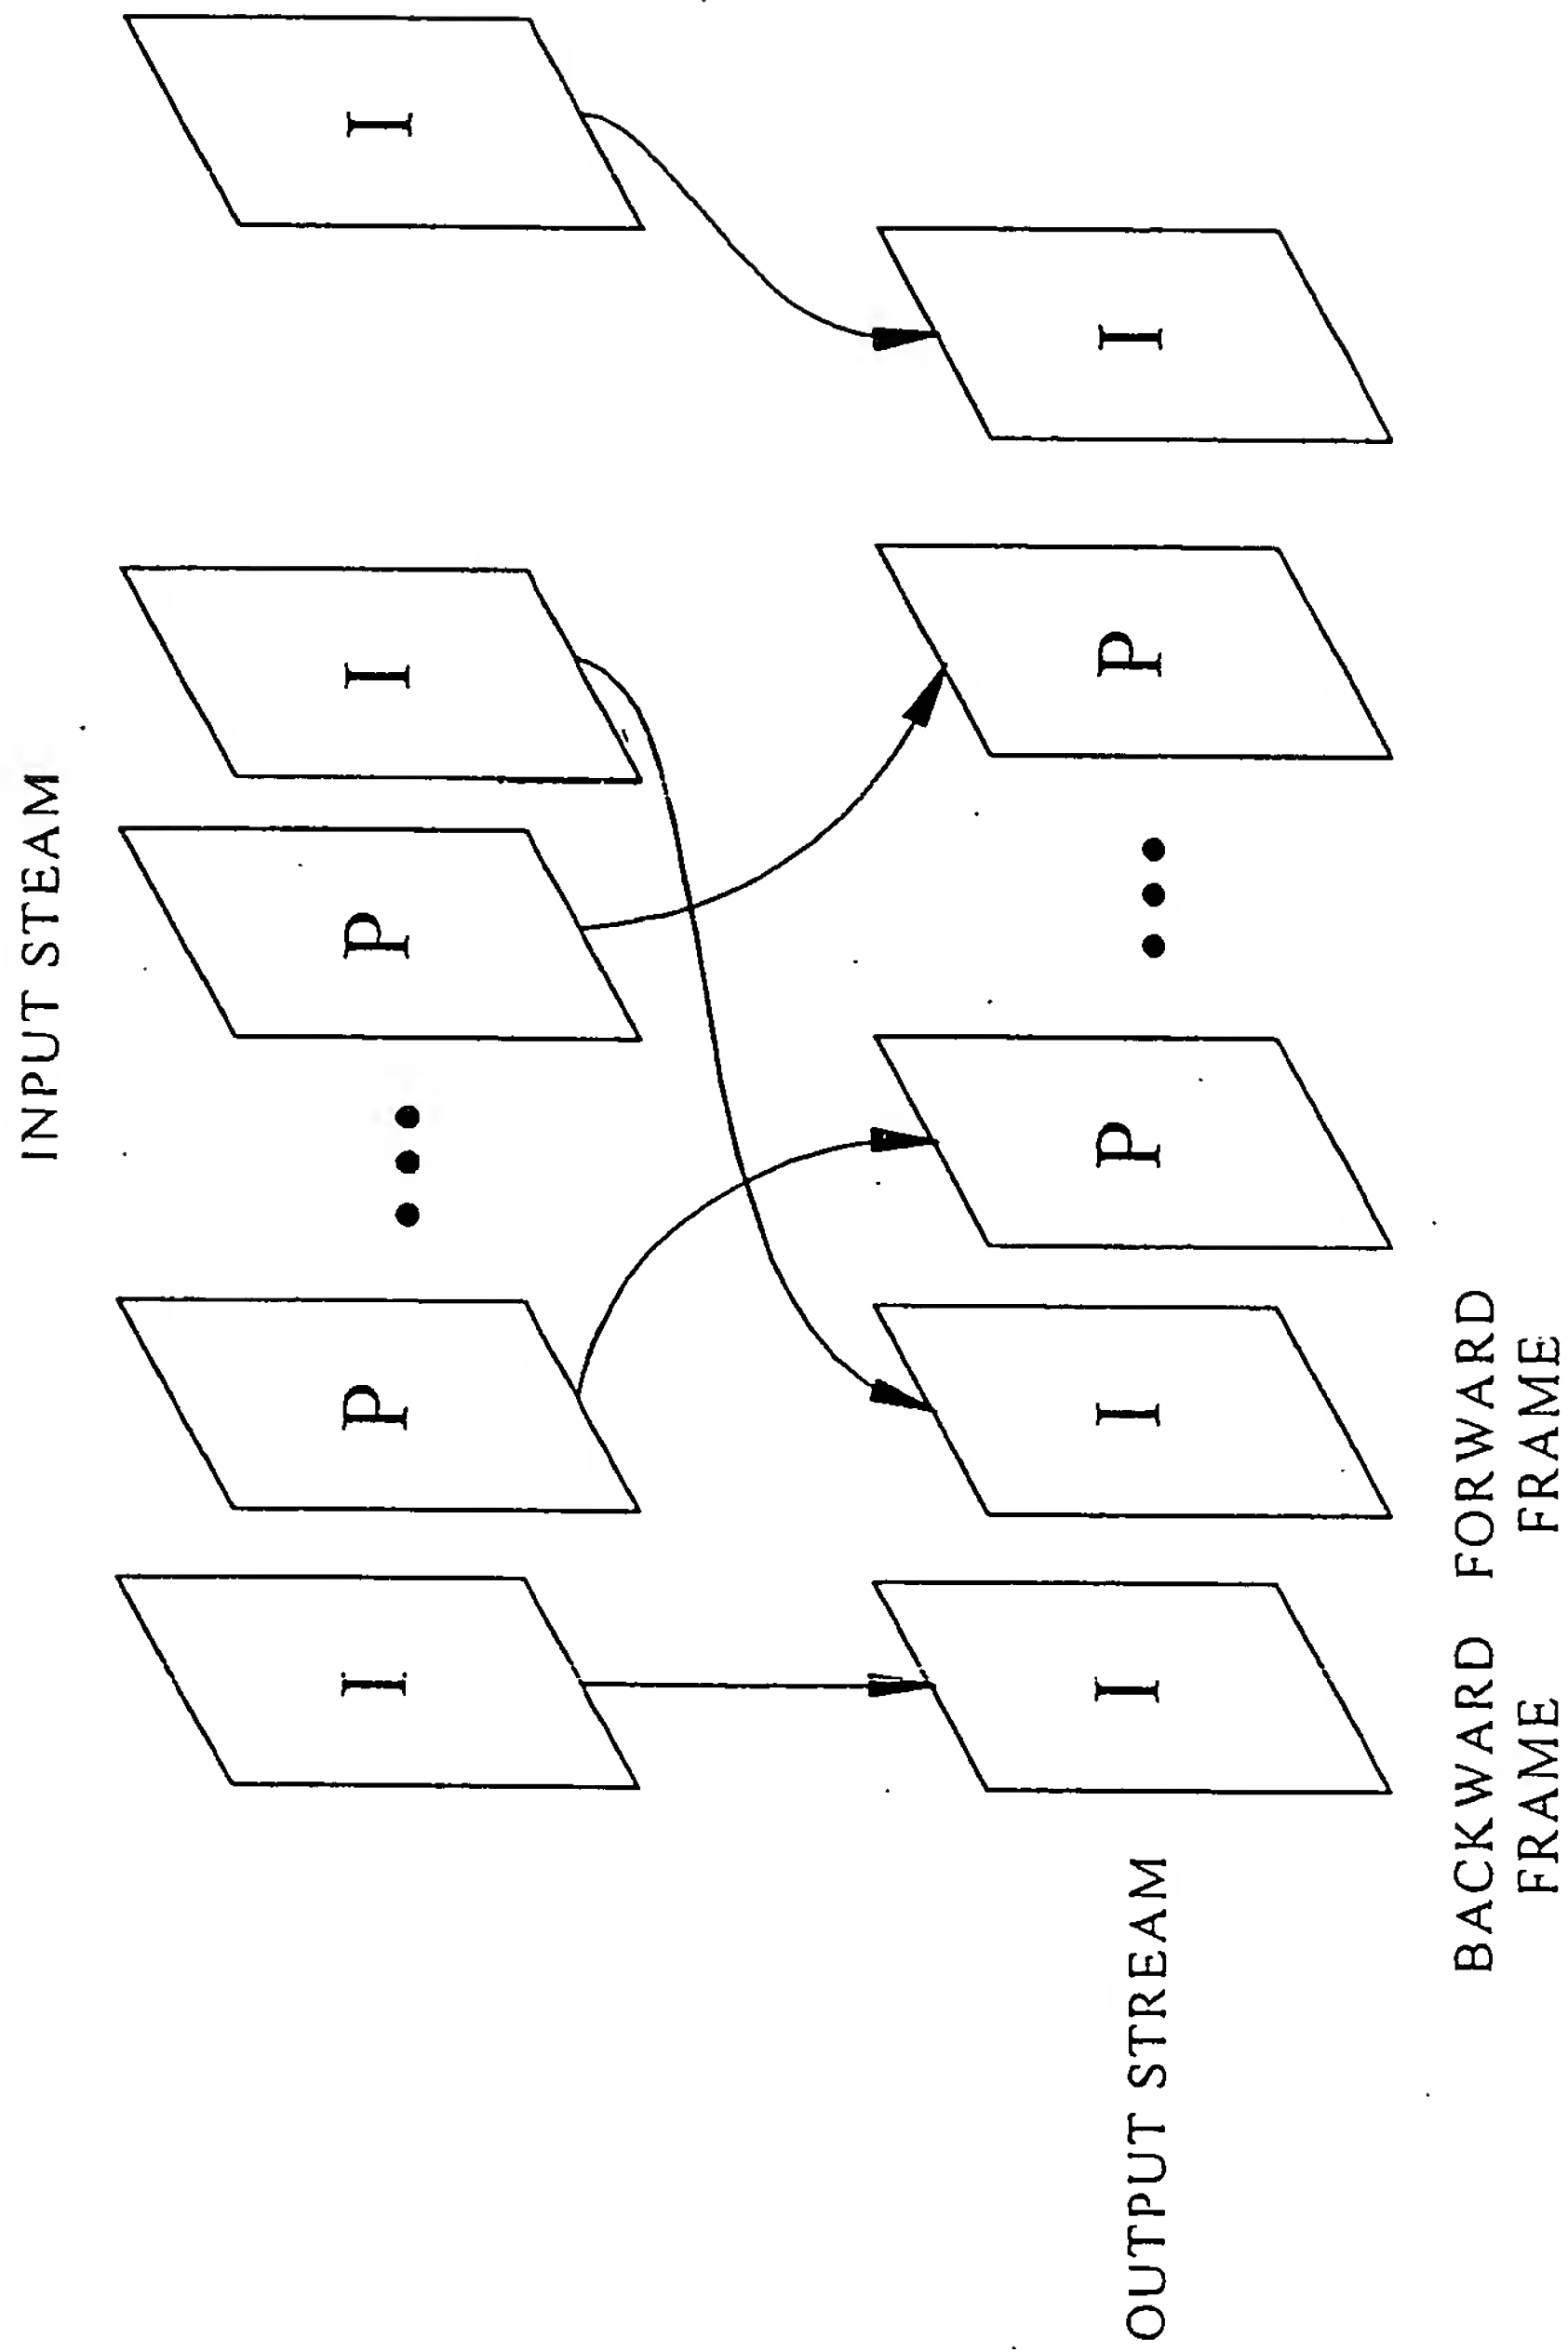 INPUT STEAM
I P ••• P I I
OUTPUT STREAM I I P ••• P I
BACKWARD FORWARD
FRAME FRAME